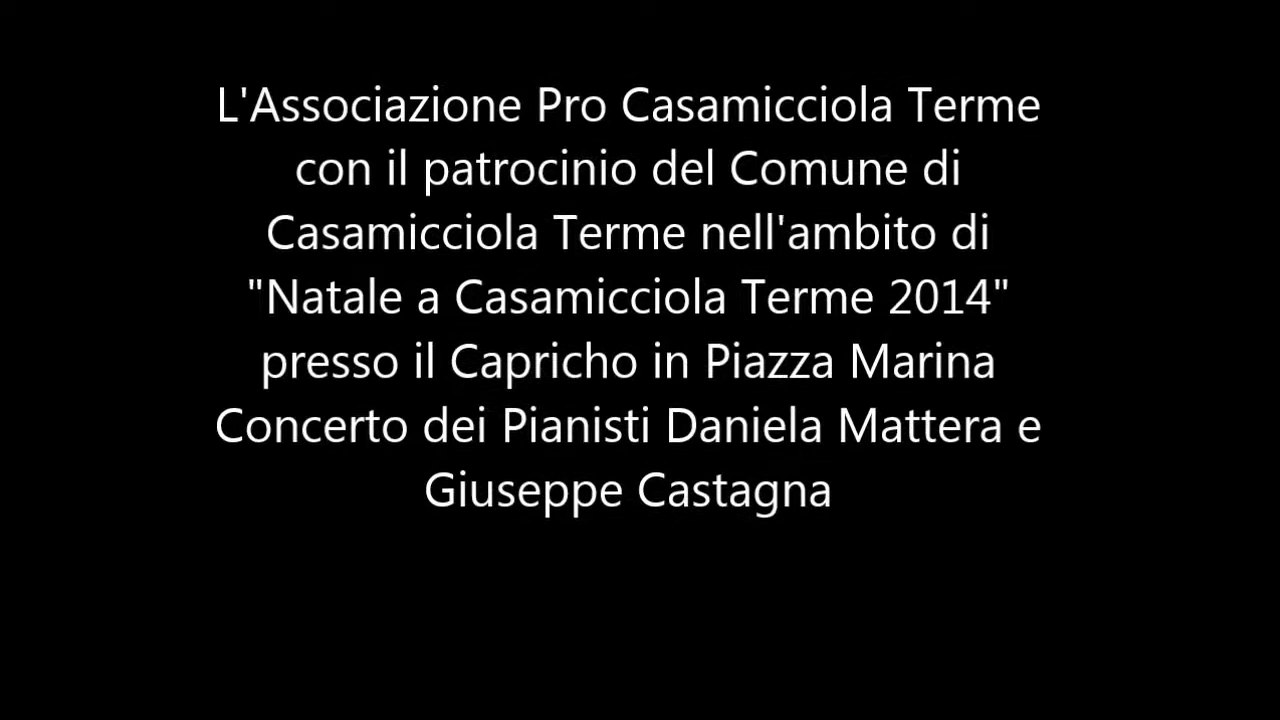 L'Associazione Pro Casamicciola Terme
con il patrocinio del Comune di
Casamicciola Terme nell'ambito di
"Natale a Casamicciola Terme 2014"
presso il Capricho in Piazza Marina
Concerto dei Pianisti Daniela Mattera e
Giuseppe Castagna